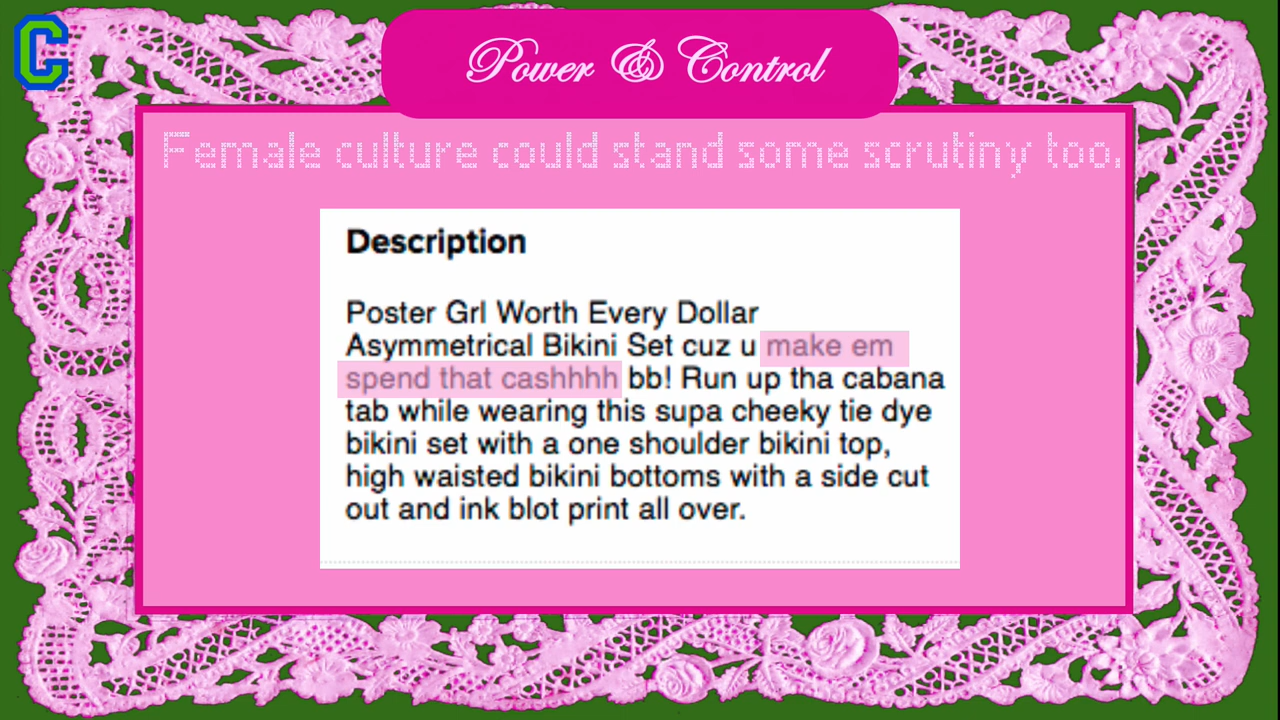 C
Power & Control
Female culture could stand some scrutiny too.
Description
Poster Grl Worth Every Dollar
Asymmetrical Bikini Set cuz u make em
spend that cashhhh bb! Run up tha cabana
tab while wearing this supa cheeky tie dye
bikini set with a one shoulder bikini top,
high waisted bikini bottoms with a side cut
out and ink blot print all over.